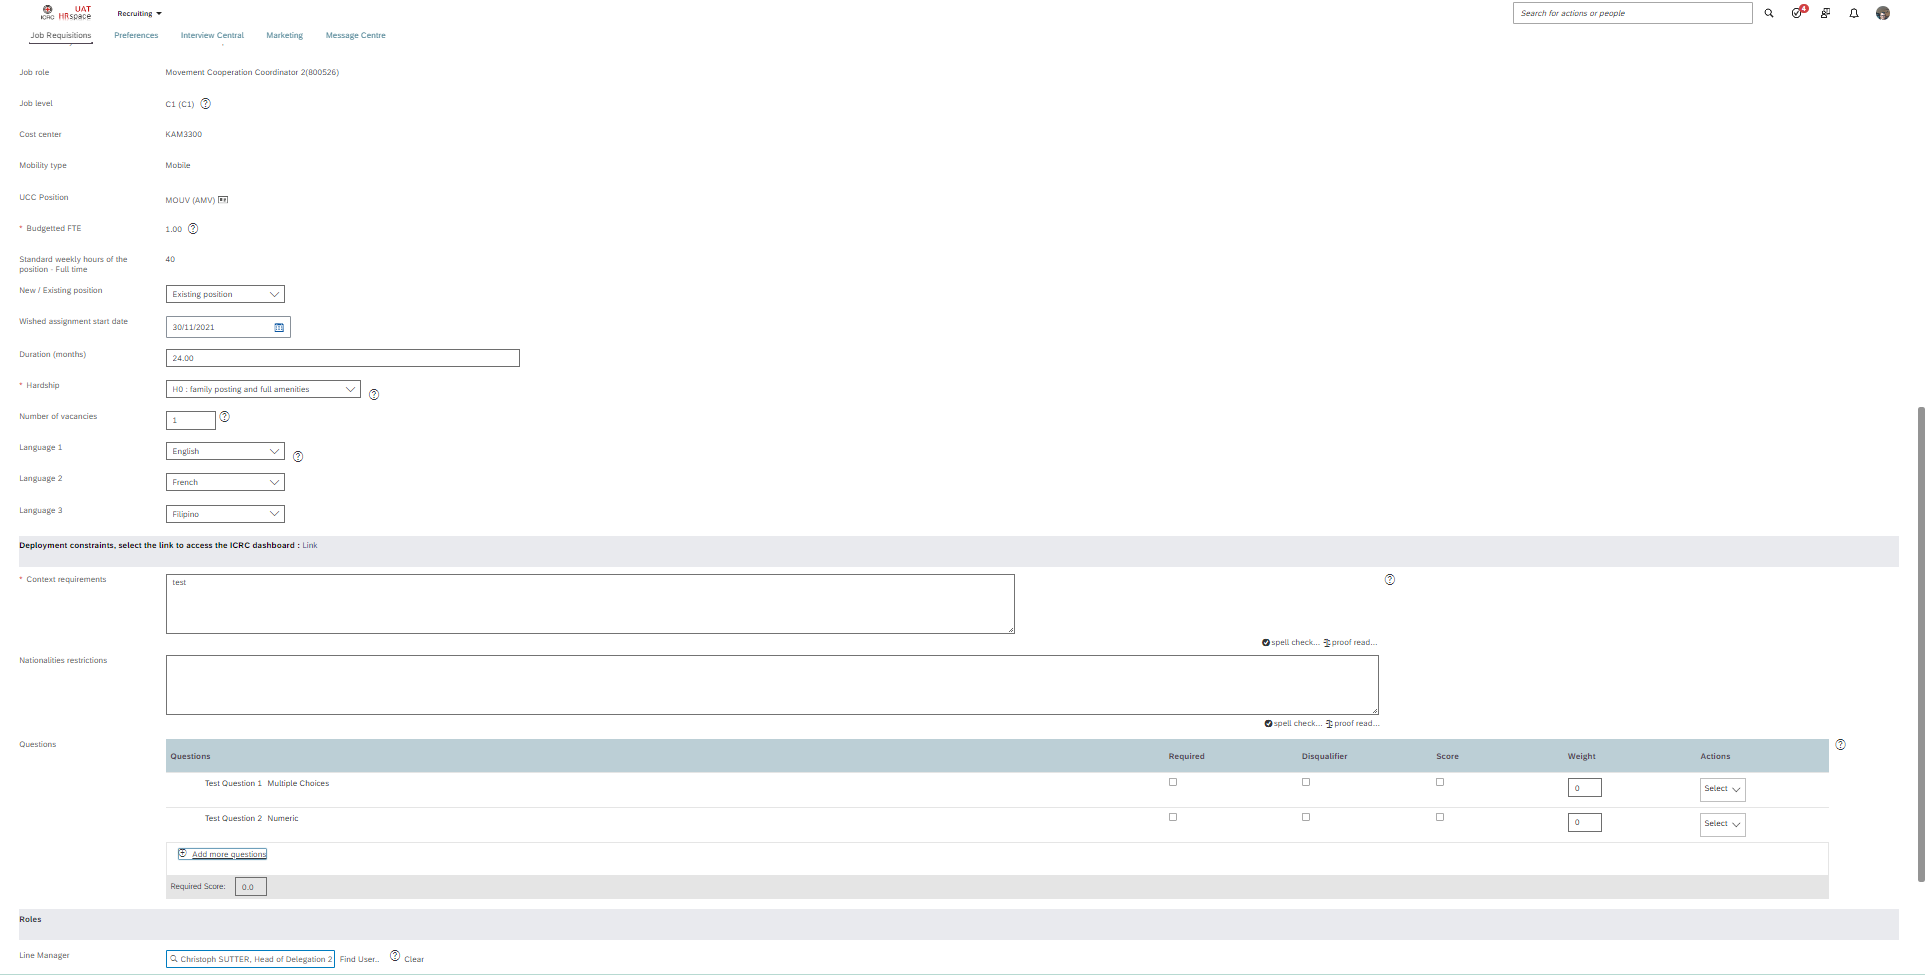 ICRC UAT HRspace Recruiting Search for actions or people 4
Job Requisitions Preferences Interview Central Marketing Message Centre
Job role Movement Cooperation Coordinator 2(800526)
Job level C1 (C1)
Cost center KAM3300
Mobility type Mobile
UCC Position MOUV (AMV)
* Budgetted FTE 1.00
Standard weekly hours of the position - Full time 40
New / Existing position Existing position
Wished assignment start date 30/11/2021
Duration (months) 24.00
* Hardship H0 : family posting and full amenities
Number of vacancies 1
Language 1 English
Language 2 French
Language 3 Filipino
Deployment constraints, select the link to access the ICRC dashboard : Link
* Context requirements test
spell check... proof read...
Nationalities restrictions
spell check... proof read...
Questions
Questions Required Disqualifier Score Weight Actions
Test Question 1 Multiple Choices 0 Select
Test Question 2 Numeric 0 Select
Add more questions
Required Score: 0.0
Roles
Line Manager Christoph SUTTER, Head of Delegation 2 Find User.. Clear